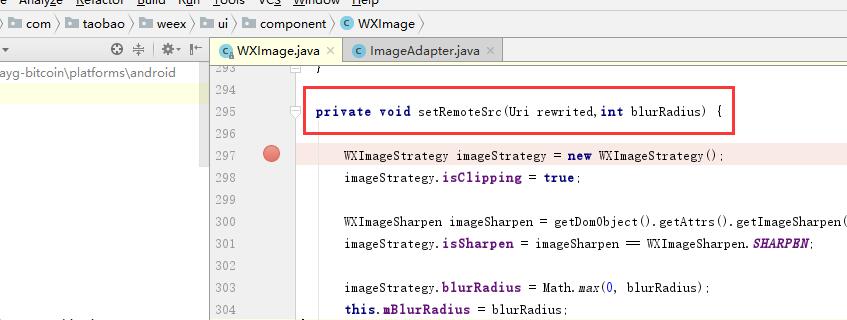 Analyze Refactor Build Run Tools VCS Window Help
com taobao weex ui component WXImage
WXImage.java ImageAdapter.java
ayg-bitcoin\platforms\android
293 }
294
295 private void setRemoteSrc(Uri rewrited,int blurRadius) {
296
297 WXImageStrategy imageStrategy = new WXImageStrategy();
298 imageStrategy.isClipping = true;
299
300 WXImageSharpen imageSharpen = getDomObject().getAttrs().getImageSharpen(
301 imageStrategy.isSharpen = imageSharpen == WXImageSharpen.SHARPEN;
302
303 imageStrategy.blurRadius = Math.max(0, blurRadius);
304 this.mBlurRadius = blurRadius;